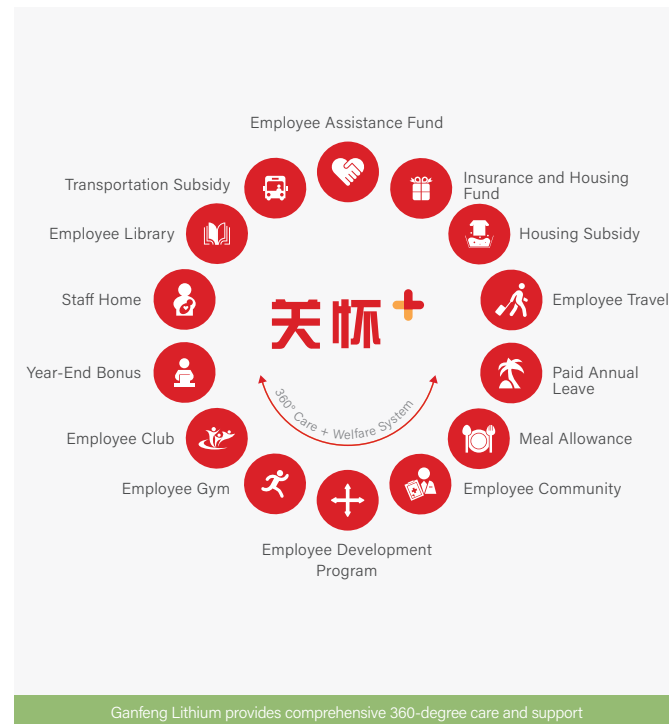 Employee Assistance Fund
Transportation Subsidy
Insurance and Housing
Fund
Employee Library
Housing Subsidy
Staff Home
关怀
Employee Travel
Year-End Bonus
Paid Annual
Leave
360° Care + Welfare System
Employee Club
Meal Allowance
Employee Gym
Employee Community
Employee Development
Program
Ganfeng Lithium provides comprehensive 360-degree care and support